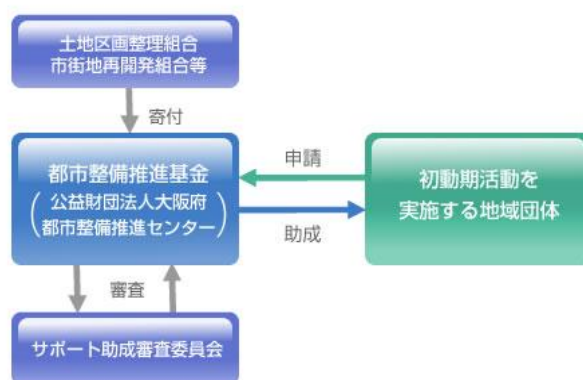 土地区画整理組合
市街地再開発組合等
寄付
都市整備推進基金
(公益財団法人大阪府
都市整備推進センター)
申請
助成
初動期活動を
実施する地域団体
審査
サポート助成審査委員会